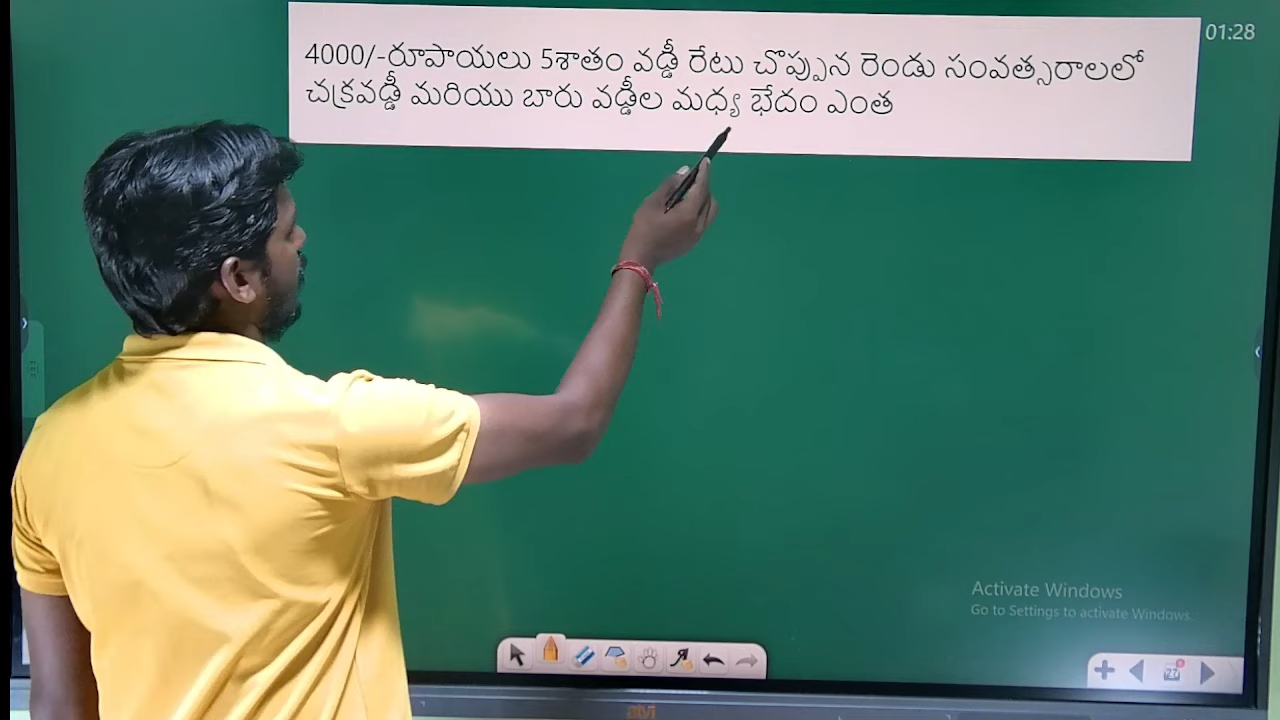 01:28
4000/-రూపాయలు 5శాతం వడ్డీ రేటు చొప్పున రెండు సంవత్సరాలలో
చక్రవడ్డీ మరియు బారు వడ్డీల మధ్య భేదం ఎంత
Activate Windows
Go to Settings to activate Windows.